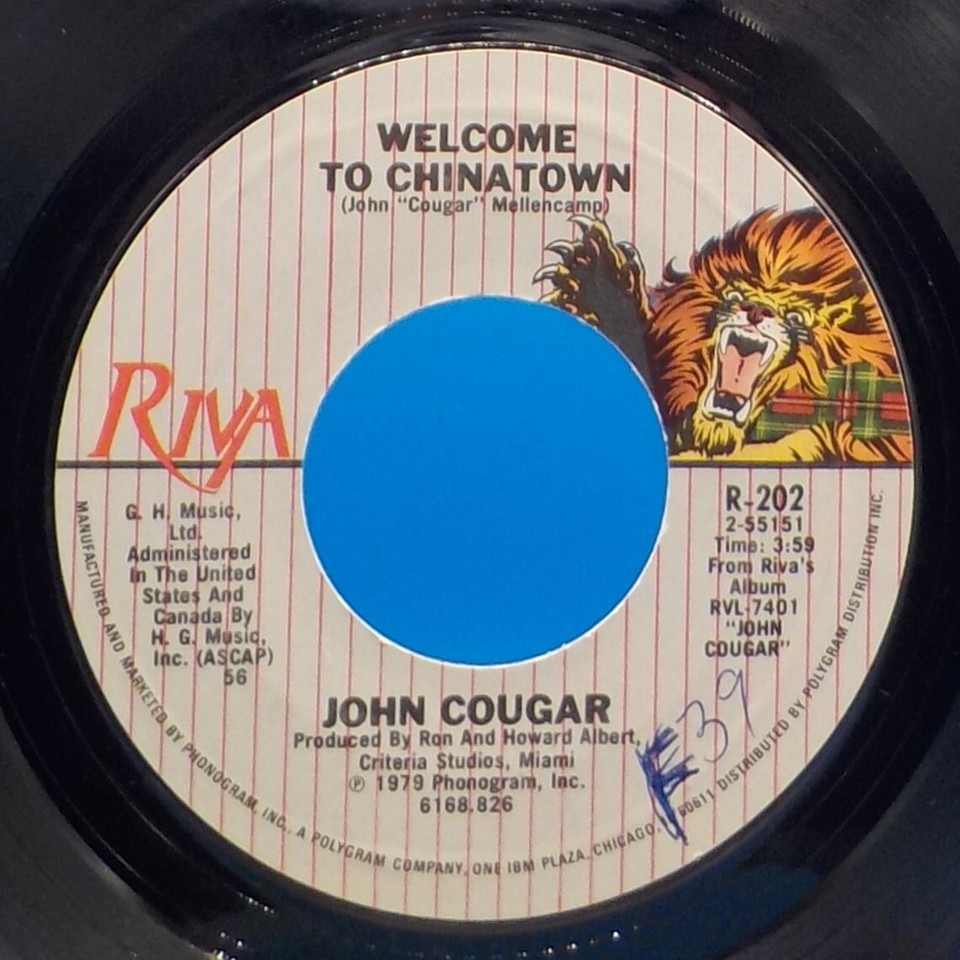 WELCOME
TO CHINATOWN
(John "Cougar" Mellencamp)
RIVA
G. H. Music,
Ltd.
Administered
In The United
States And
Canada By
H. G. Music,
Inc. (ASCAP)
56
R-202
2-55151
Time: 3:59
From Riva's
Album
RVL-7401
"JOHN
COUGAR"
JOHN COUGAR
Produced By Ron And Howard Albert,
Criteria Studios, Miami
℗ 1979 Phonogram, Inc.
6168.826
39
MANUFACTURED AND MARKETED BY PHONOGRAM, INC., A POLYGRAM COMPANY, ONE IBM PLAZA, CHICAGO, 60611 DISTRIBUTED BY POLYGRAM DISTRIBUTION INC.